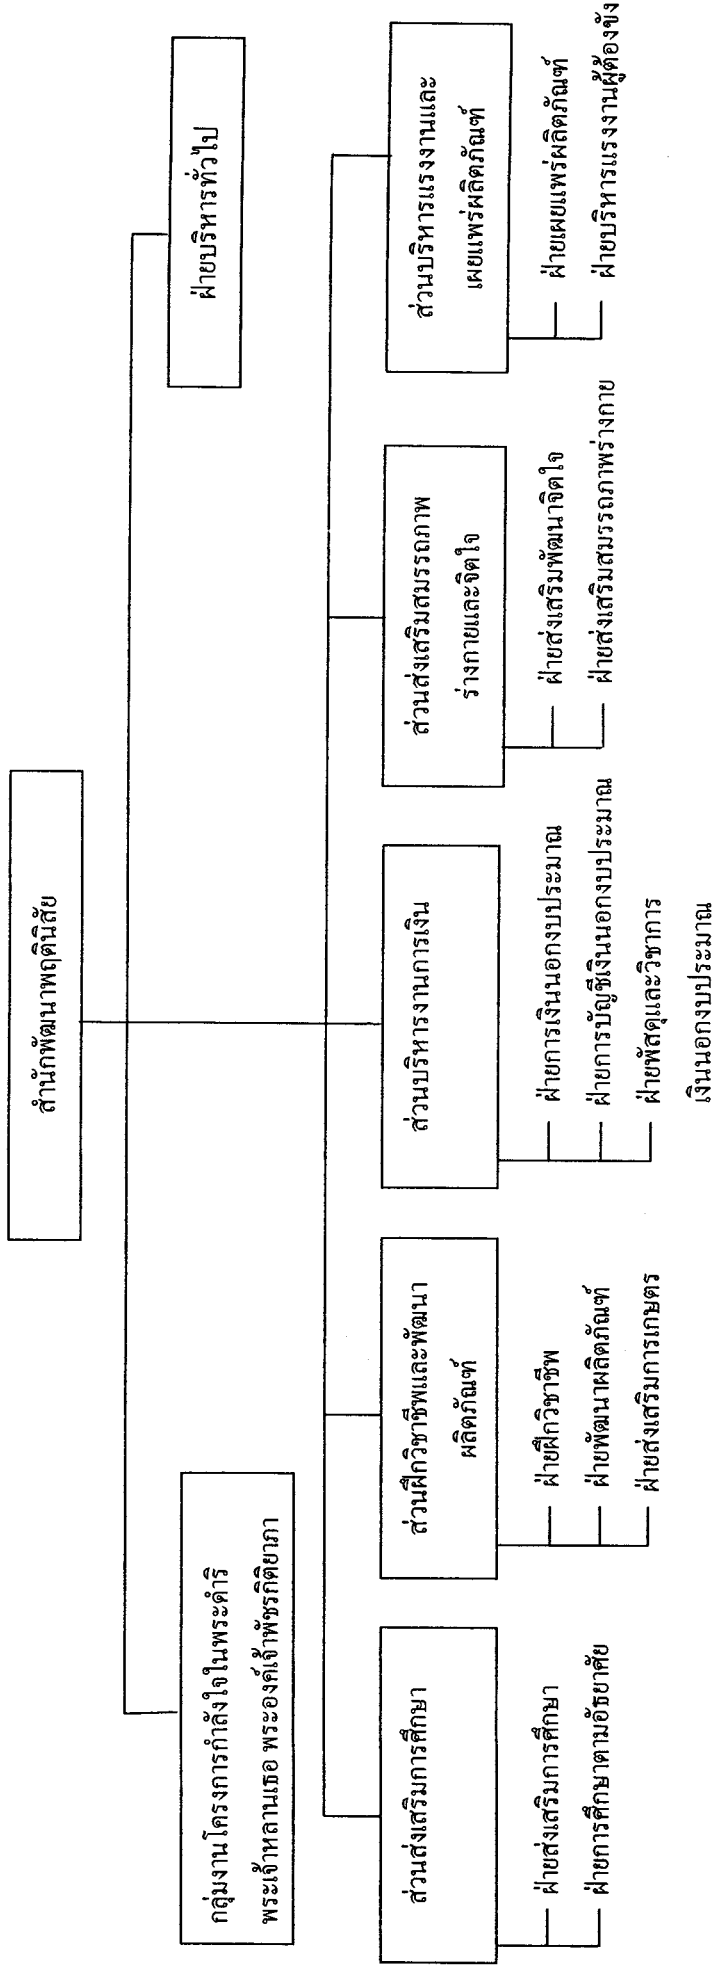 สำนักพัฒนาพฤตินิสัย
กลุ่มงานโครงการกำลังใจในพระดำริ
พระเจ้าหลานเธอ พระองค์เจ้าพัชรกิติยาภา
ฝ่ายบริหารทั่วไป
ส่วนส่งเสริมการศึกษา
ฝ่ายส่งเสริมการศึกษา
ฝ่ายการศึกษาตามอัธยาศัย
ส่วนฝึกวิชาชีพและพัฒนา
ผลิตภัณฑ์
ฝ่ายฝึกวิชาชีพ
ฝ่ายพัฒนาผลิตภัณฑ์
ฝ่ายส่งเสริมการเกษตร
ส่วนบริหารงานการเงิน
ฝ่ายการเงินนอกงบประมาณ
ฝ่ายการบัญชีเงินนอกงบประมาณ
ฝ่ายพัสดุและวิชาการ
เงินนอกงบประมาณ
ส่วนส่งเสริมสมรรถภาพ
ร่างกายและจิตใจ
ฝ่ายส่งเสริมพัฒนาจิตใจ
ฝ่ายส่งเสริมสมรรถภาพร่างกาย
ส่วนบริหารแรงงานและ
เผยแพร่ผลิตภัณฑ์
ฝ่ายเผยแพร่ผลิตภัณฑ์
ฝ่ายบริหารแรงงานผู้ต้องขัง